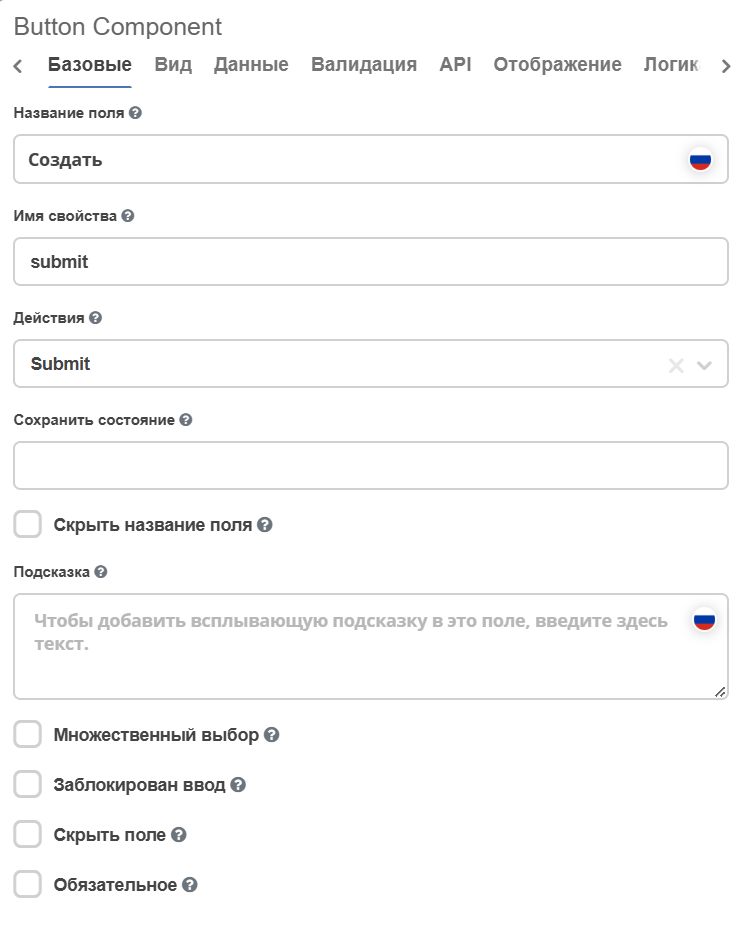 Button Component
Базовые Вид Данные Валидация API Отображение Логик
Название поля
Создать
Имя свойства
submit
Действия
Submit
Сохранить состояние
Скрыть название поля
Подсказка
Чтобы добавить всплывающую подсказку в это поле, введите здесь
текст.
Множественный выбор
Заблокирован ввод
Скрыть поле
Обязательное